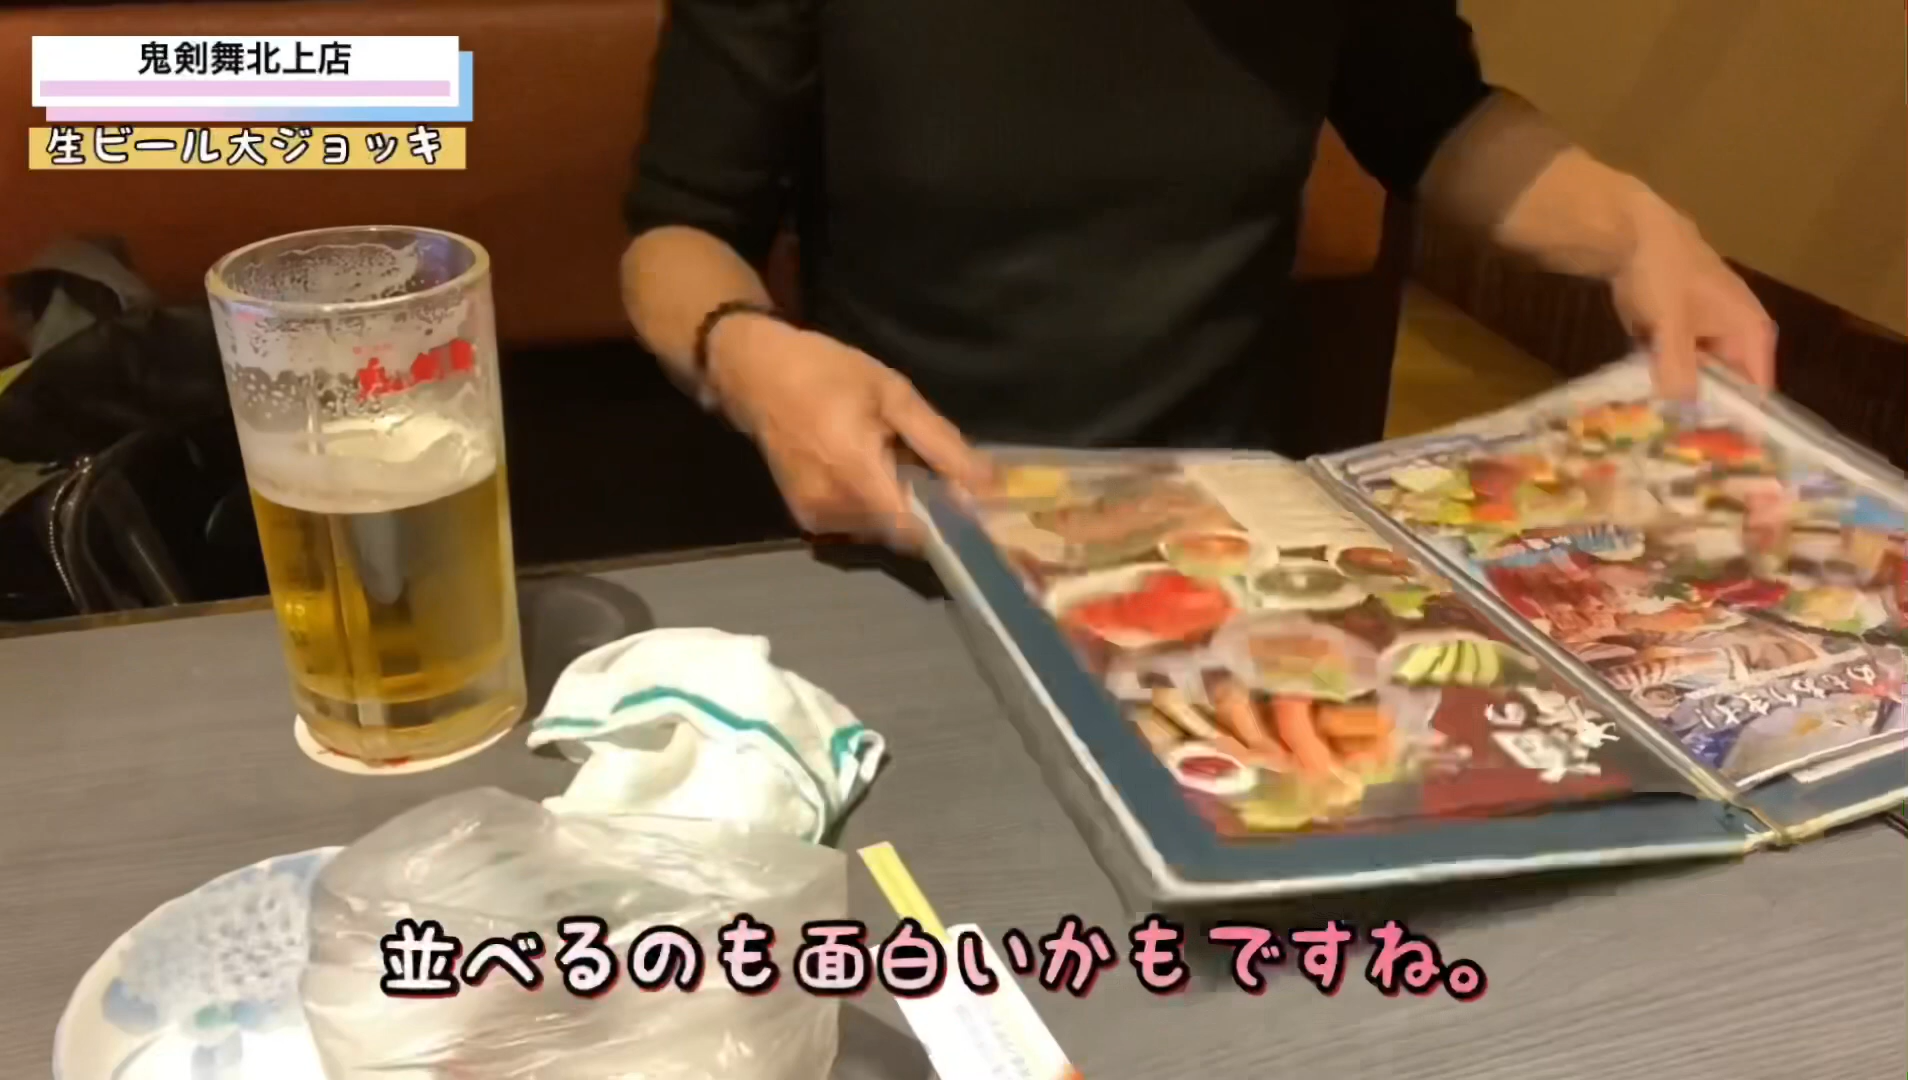 鬼剣舞北上店
生ビール大ジョッキ
並べるのも面白いかもですね。